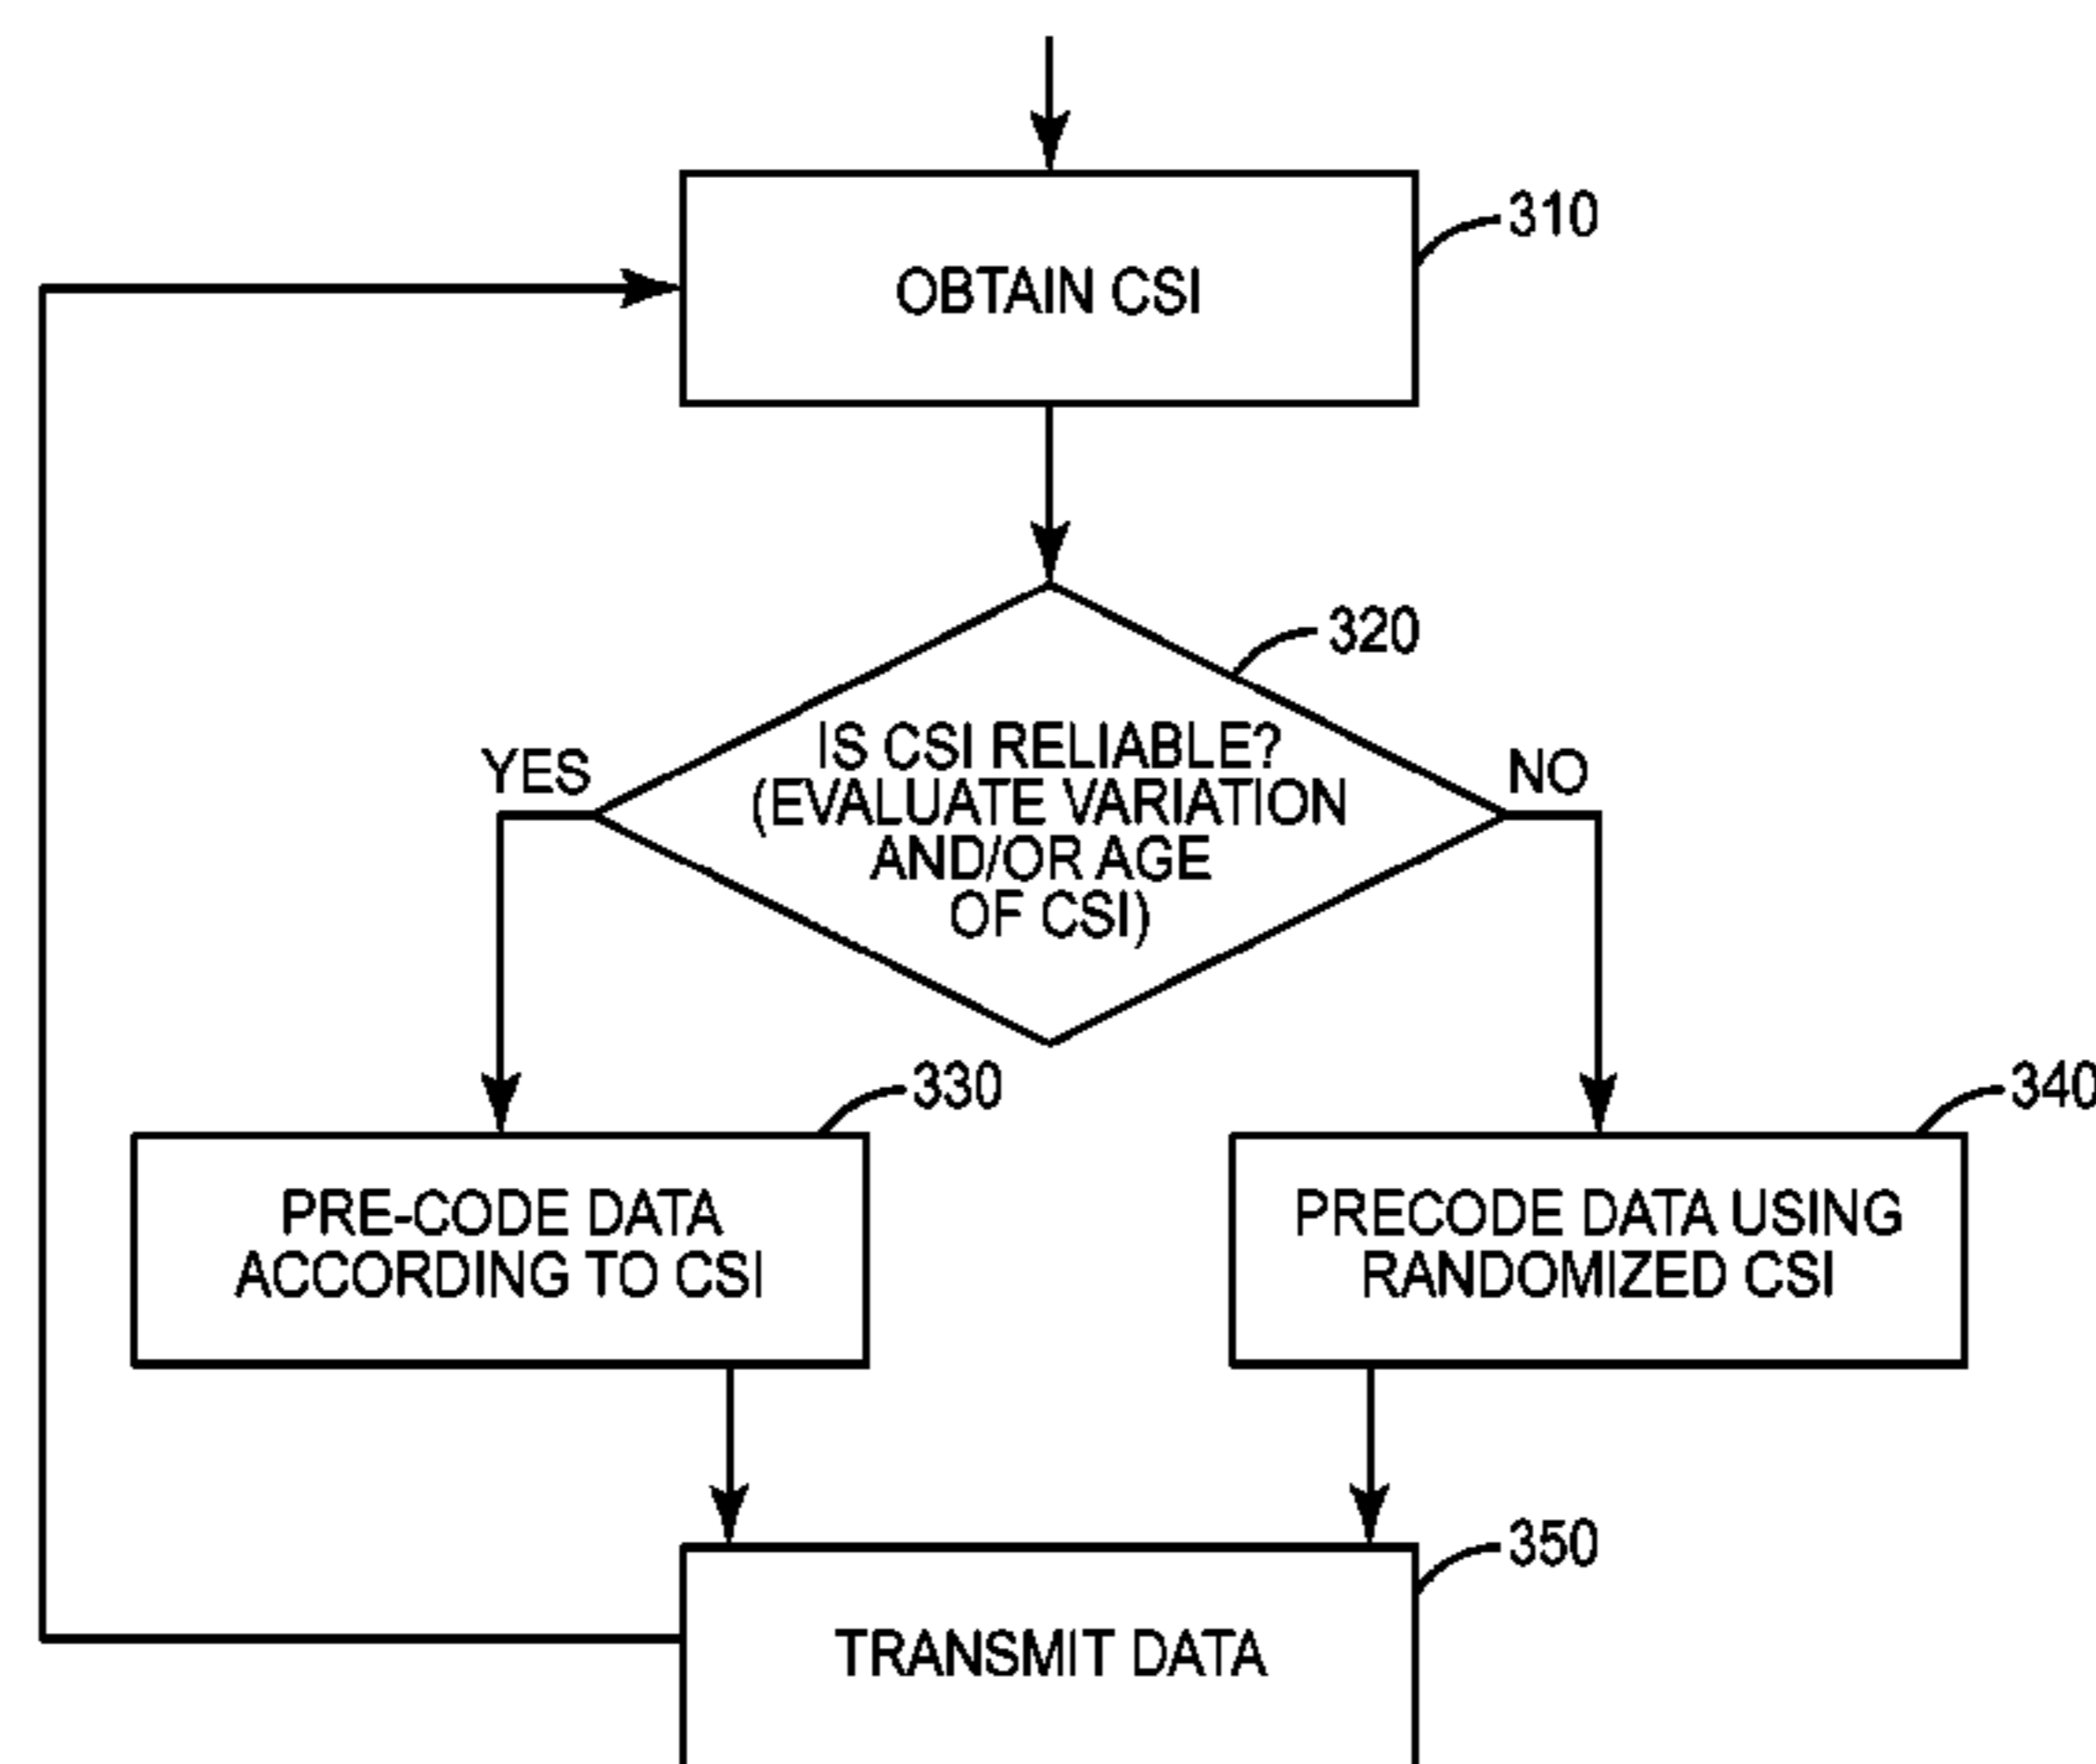 310
OBTAIN CSI
320
IS CSI RELIABLE?
(EVALUATE VARIATION
AND/OR AGE
OF CSI)
YES
NO
330
340
PRE-CODE DATA
ACCORDING TO CSI
PRECODE DATA USING
RANDOMIZED CSI
350
TRANSMIT DATA